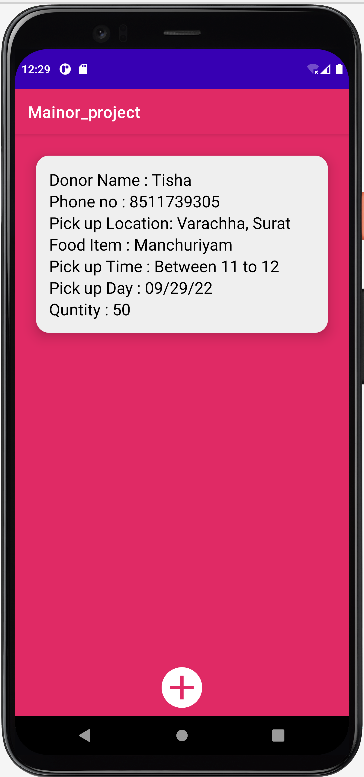 12:29
Mainor_project
Donor Name : Tisha
Phone no : 8511739305
Pick up Location: Varachha, Surat
Food Item : Manchuriyam
Pick up Time : Between 11 to 12
Pick up Day : 09/29/22
Quntity : 50